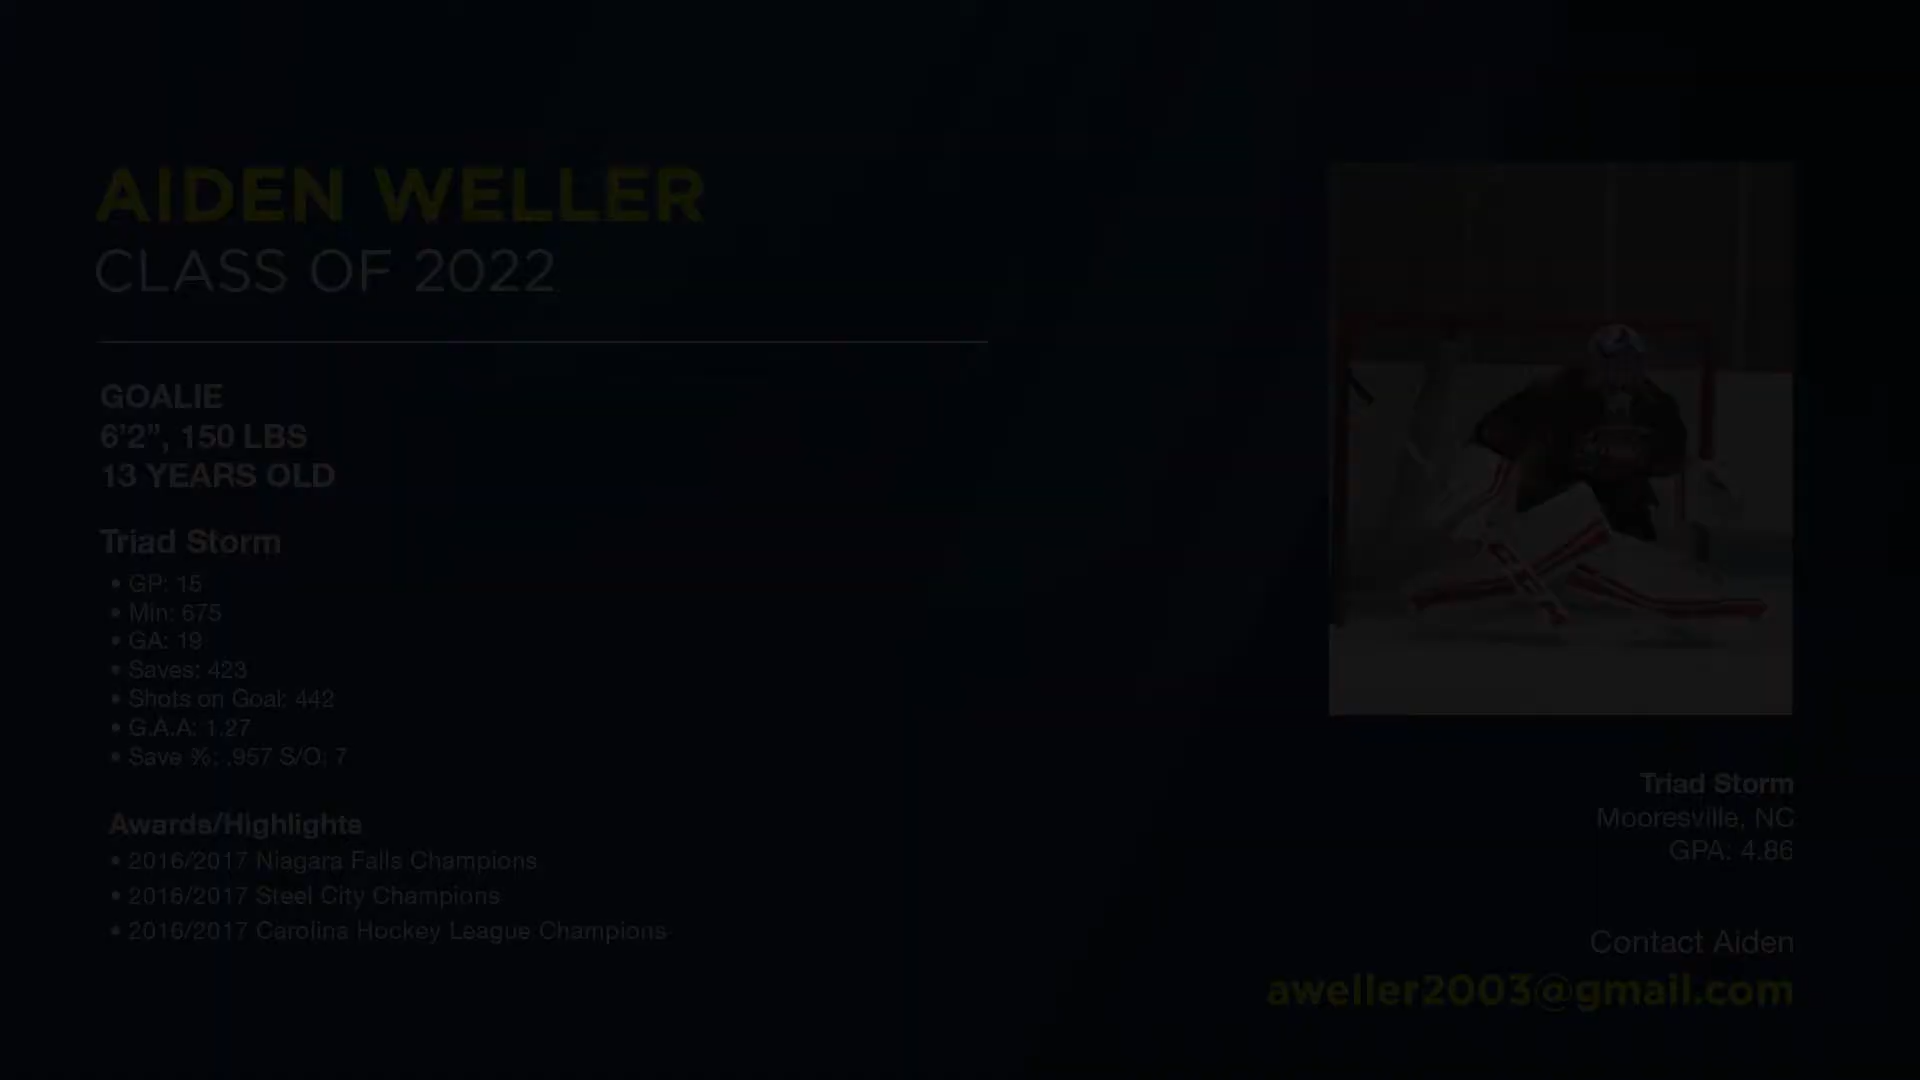 AIDEN WELLER
CLASS OF 2022
GOALIE
6'2”, 150 LBS
13 YEARS OLD
Triad Storm
• GP: 15
• Min: 675
• GA: 19
• Saves: 423
• Shots on Goal: 442
• G.A.A: 1.27
• Save %: .957 S/O: 7
Awards/Highlights
• 2016/2017 Niagara Falls Champions
• 2016/2017 Steel City Champions
• 2016/2017 Carolina Hockey League Champions
Triad Storm
Mooresville, NC
GPA: 4.86
Contact Aiden
aweller2003@gmail.com